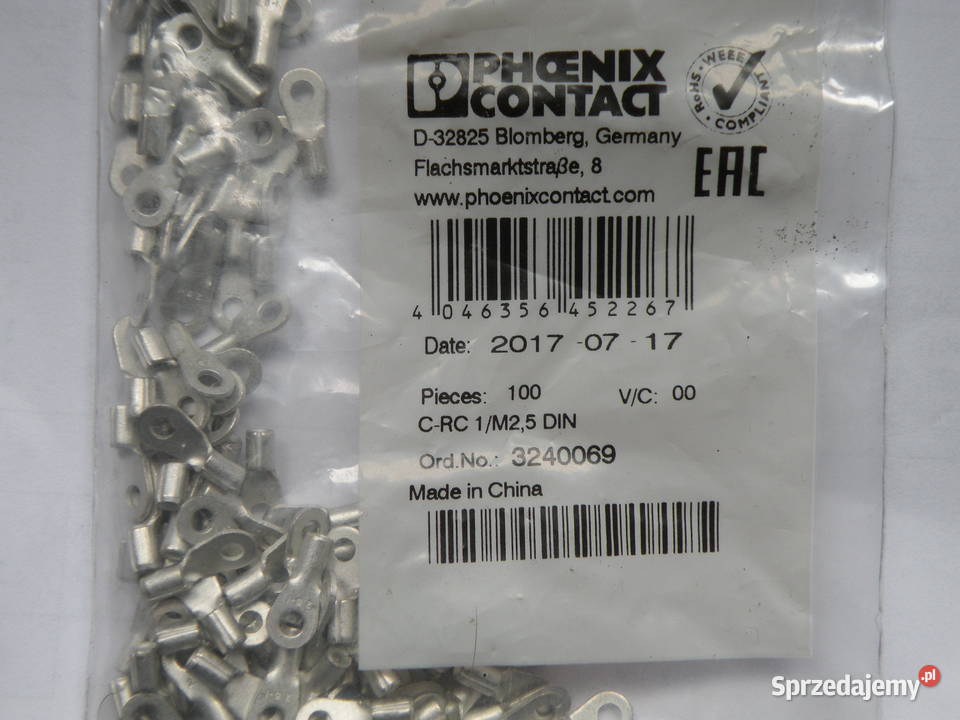 PHŒNIX
CONTACT
WEEE
RoHS
COMPLIANT
D-32825 Blomberg, Germany
Flachsmarktstraße, 8
www.phoenixcontact.com
EAC
4 046356 452267
Date: 2017-07-17
Pieces: 100 V/C: 00
C-RC 1/M2,5 DIN
Ord.No.: 3240069
Made in China
Sprzedajemy.pl